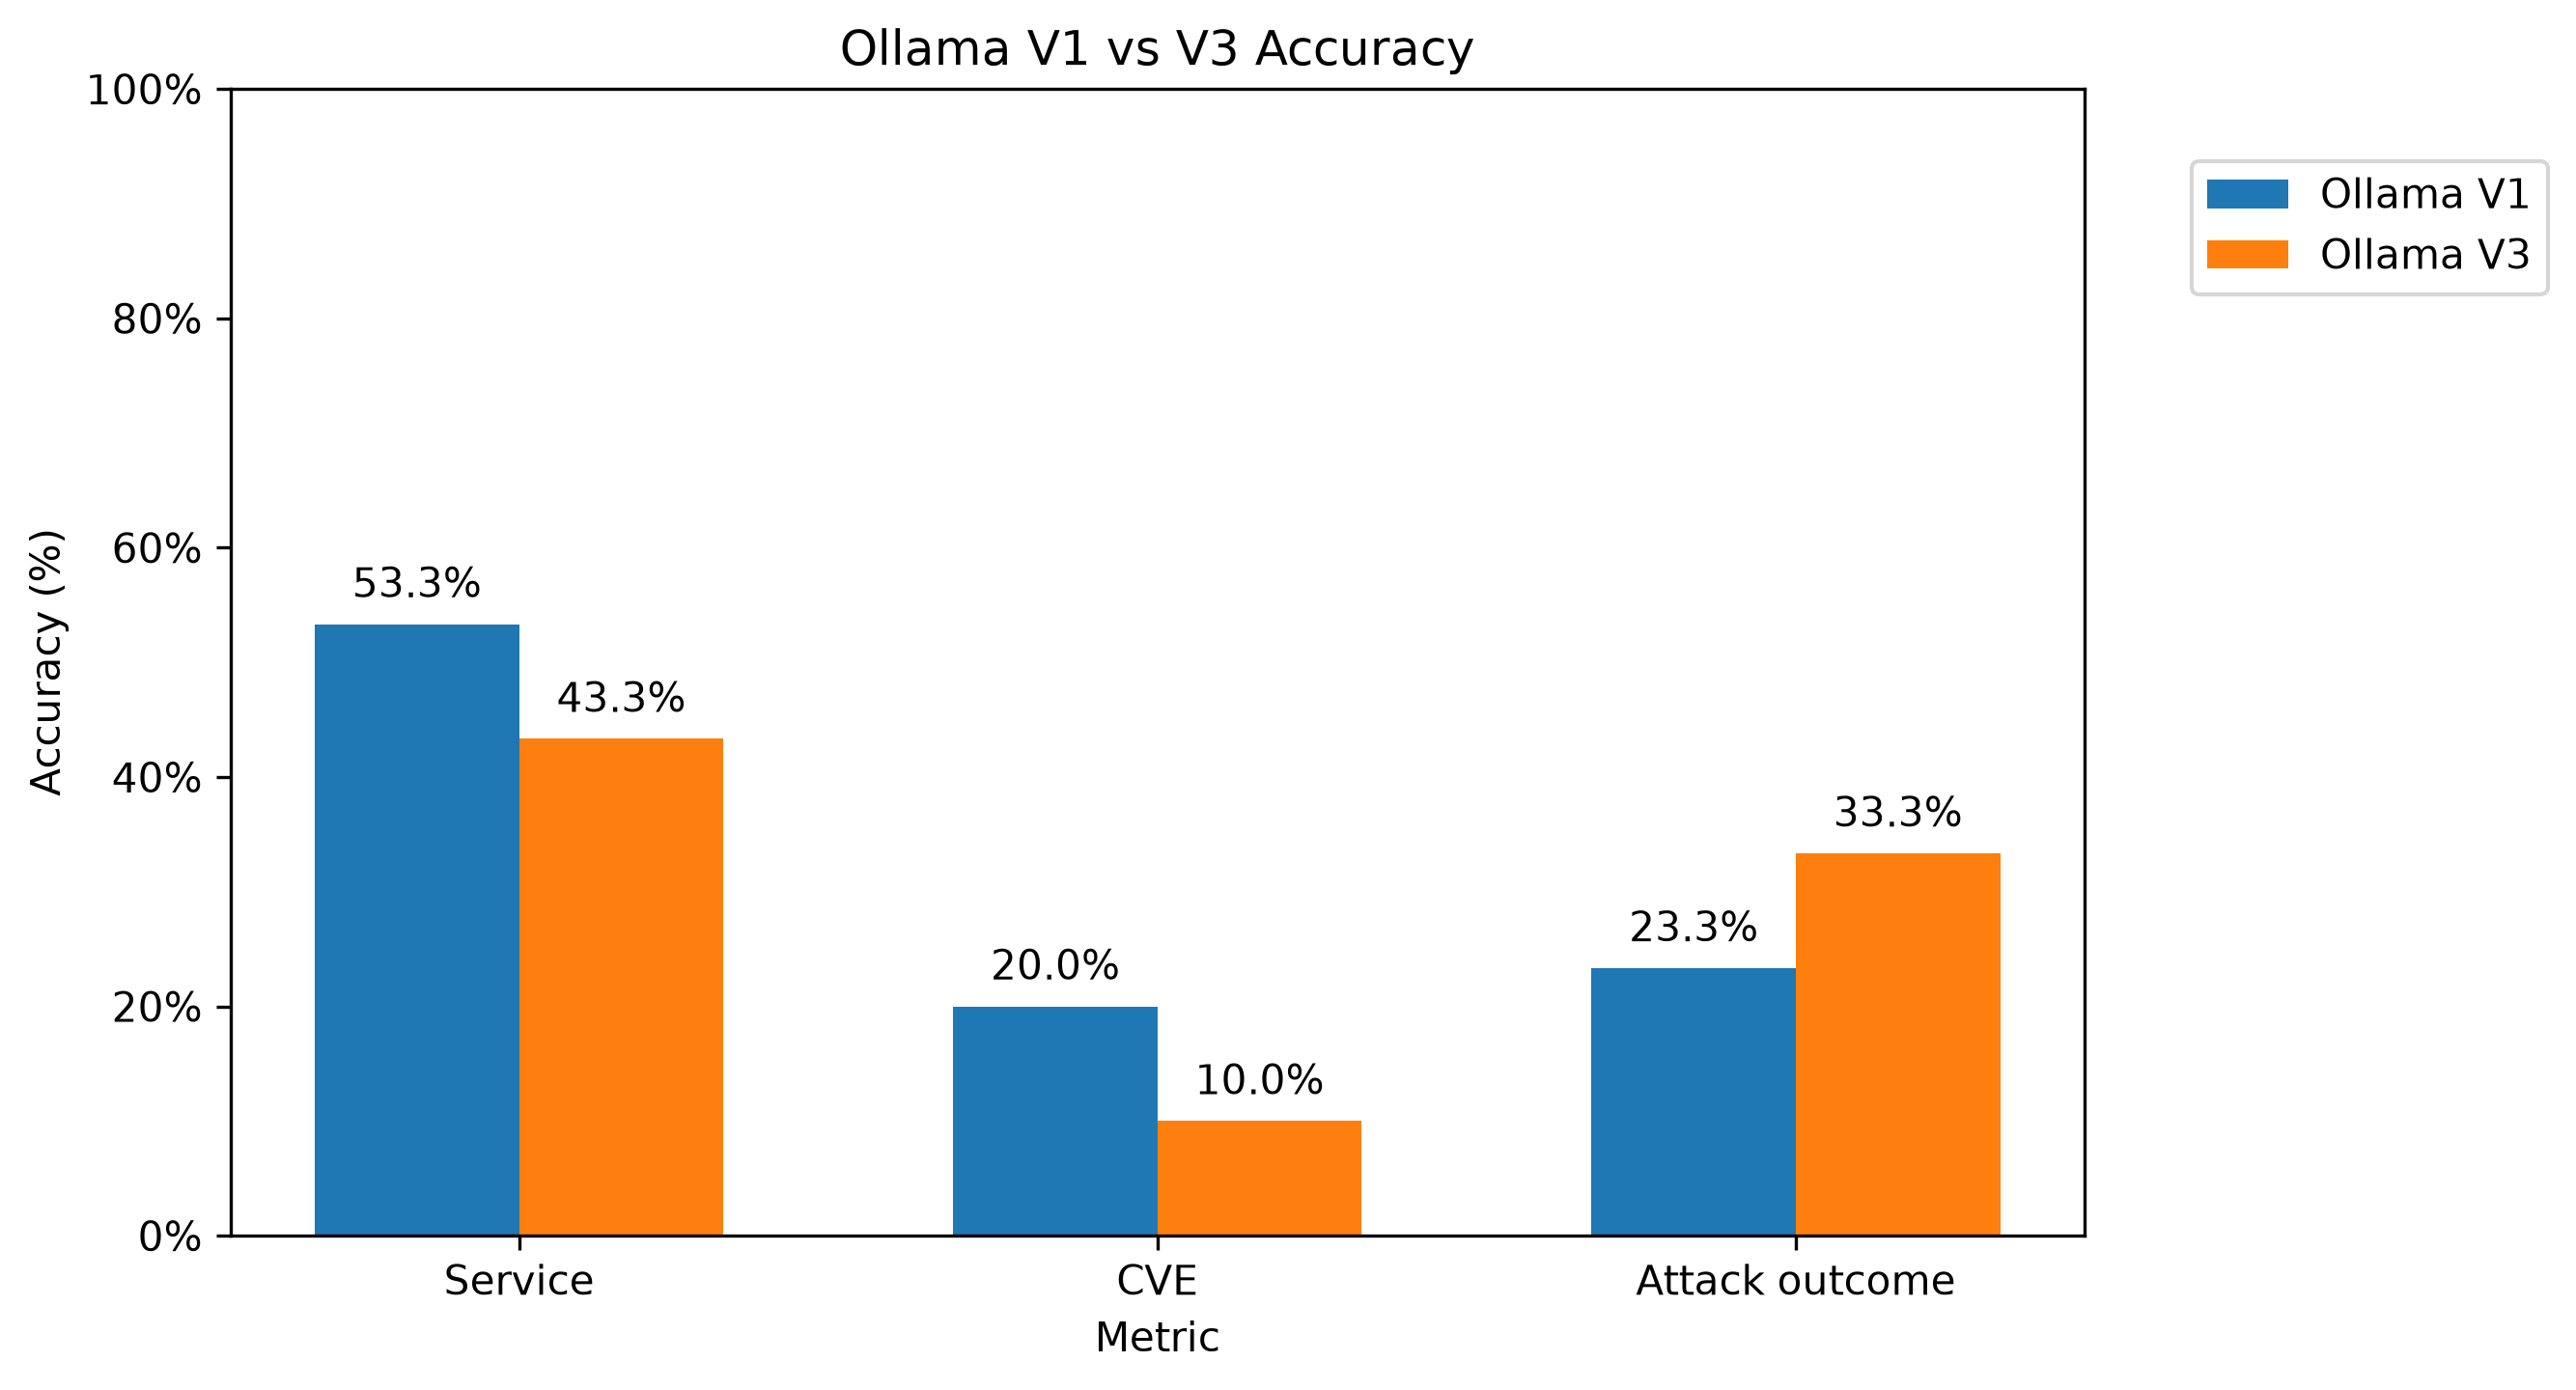 Ollama V1 vs V3 Accuracy
100%
80%
60%
40%
20%
0%
Accuracy (%)
53.3%
43.3%
20.0%
10.0%
23.3%
33.3%
Service
CVE
Attack outcome
Metric
Ollama V1
Ollama V3